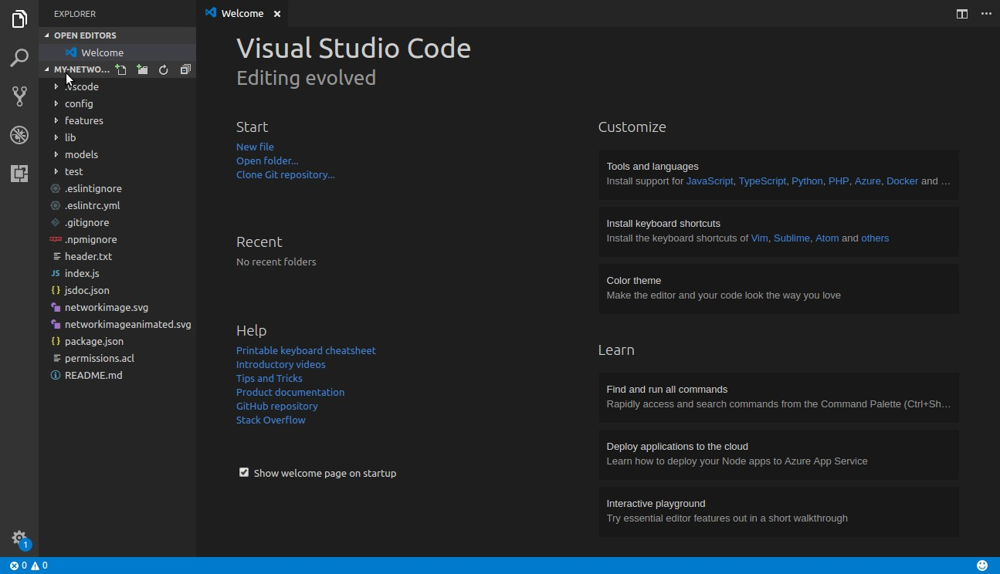 EXPLORER
OPEN EDITORS
Welcome
MY-NETWO...
.vscode
config
features
lib
models
test
.eslintignore
.eslintrc.yml
.gitignore
npm .npmignore
header.txt
JS index.js
{ } jsdoc.json
networkimage.svg
networkimageanimated.svg
{ } package.json
permissions.acl
README.md
1
0 0
Welcome
Visual Studio Code
Editing evolved
Start
New file
Open folder...
Clone Git repository...
Recent
No recent folders
Help
Printable keyboard cheatsheet
Introductory videos
Tips and Tricks
Product documentation
GitHub repository
Stack Overflow
Show welcome page on startup
Customize
Tools and languages
Install support for JavaScript, TypeScript, Python, PHP, Azure, Docker and ...
Install keyboard shortcuts
Install the keyboard shortcuts of Vim, Sublime, Atom and others
Color theme
Make the editor and your code look the way you love
Learn
Find and run all commands
Rapidly access and search commands from the Command Palette (Ctrl+Sh...
Deploy applications to the cloud
Learn how to deploy your Node apps to Azure App Service
Interactive playground
Try essential editor features out in a short walkthrough